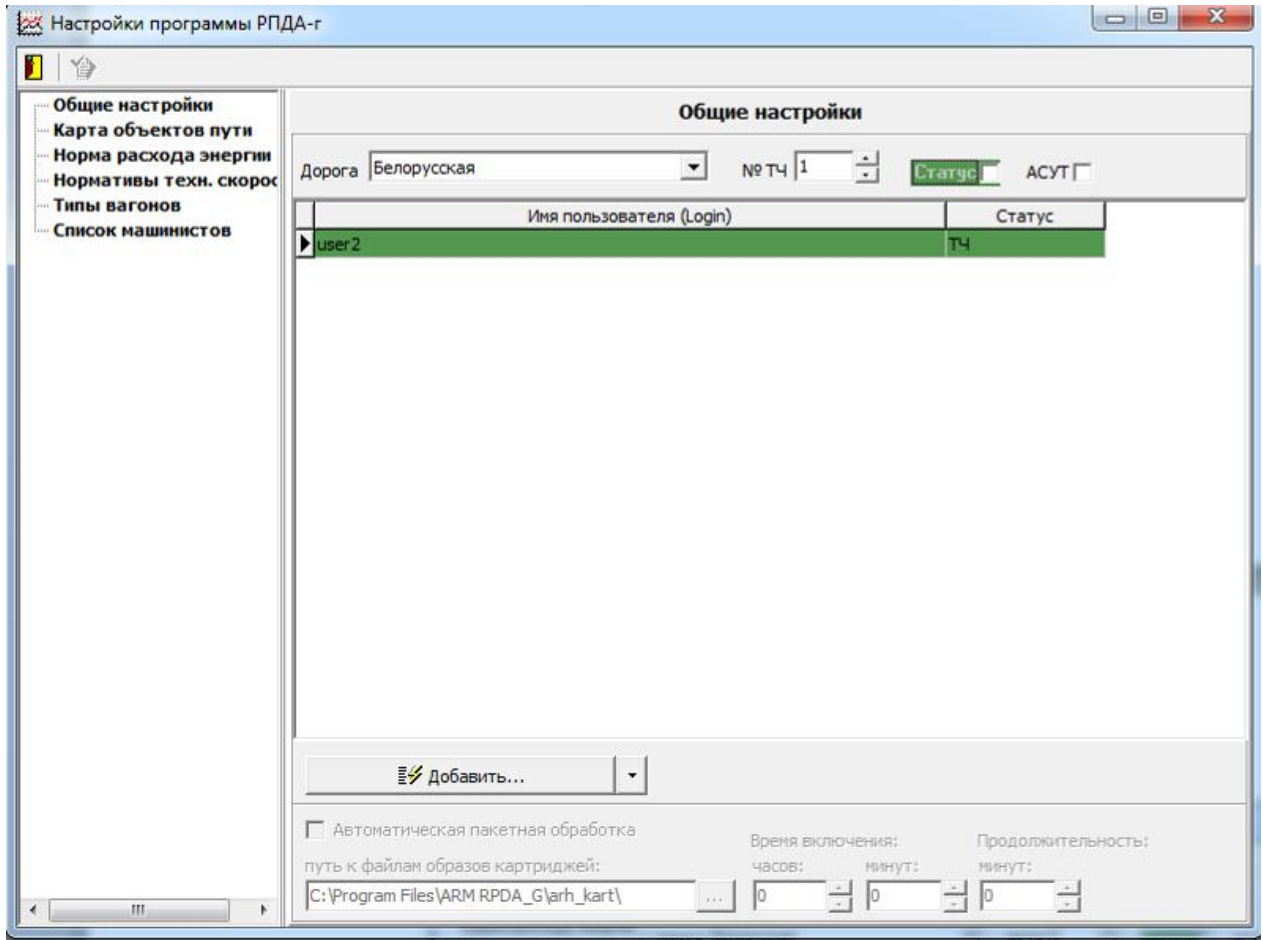 Настройки программы РПДА-г
Общие настройки
Карта объектов пути
Норма расхода энергии
Нормативы техн. скорос
Типы вагонов
Список машинистов
Общие настройки
Дорога Белорусская № ТЧ 1 Статус АСУТ
Имя пользователя (Login) Статус
user2 ТЧ
Добавить...
Автоматическая пакетная обработка
Время включения: Продолжительность:
путь к файлам образов картриджей: часов: минут: минут:
C:\Program Files\ARM RPDA_G\arh_kart\ ... 0 0 0